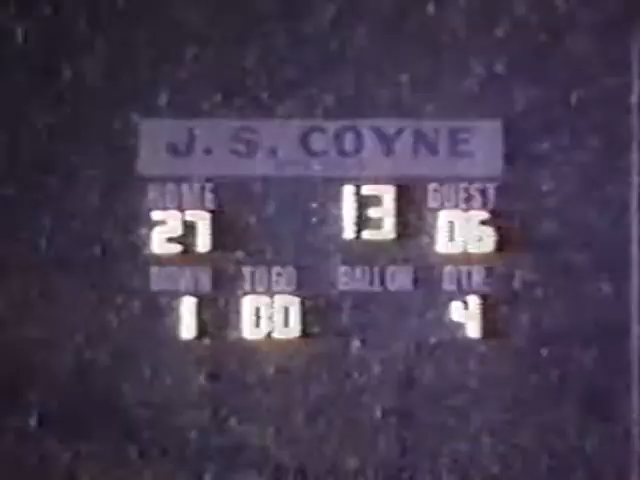 J. S. COYNE
HOME 13 GUEST
27 06
DOWN TO GO BALL ON QTR
1 00 4